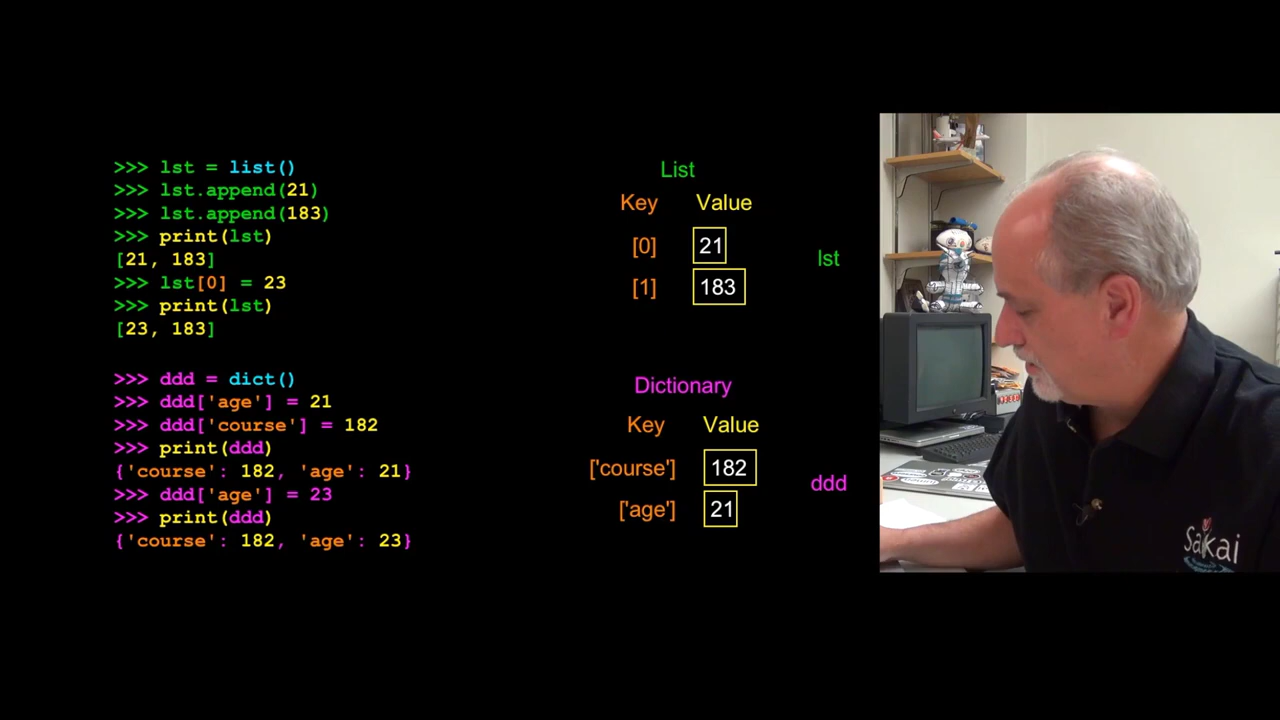 >>> lst = list()
>>> lst.append(21)
>>> lst.append(183)
>>> print(lst)
[21, 183]
>>> lst[0] = 23
>>> print(lst)
[23, 183]
>>> ddd = dict()
>>> ddd['age'] = 21
>>> ddd['course'] = 182
>>> print(ddd)
{'course': 182, 'age': 21}
>>> ddd['age'] = 23
>>> print(ddd)
{'course': 182, 'age': 23}
List
Key Value
[0] 21
[1] 183
lst
Dictionary
Key Value
['course'] 182
['age'] 21
ddd
Sakai